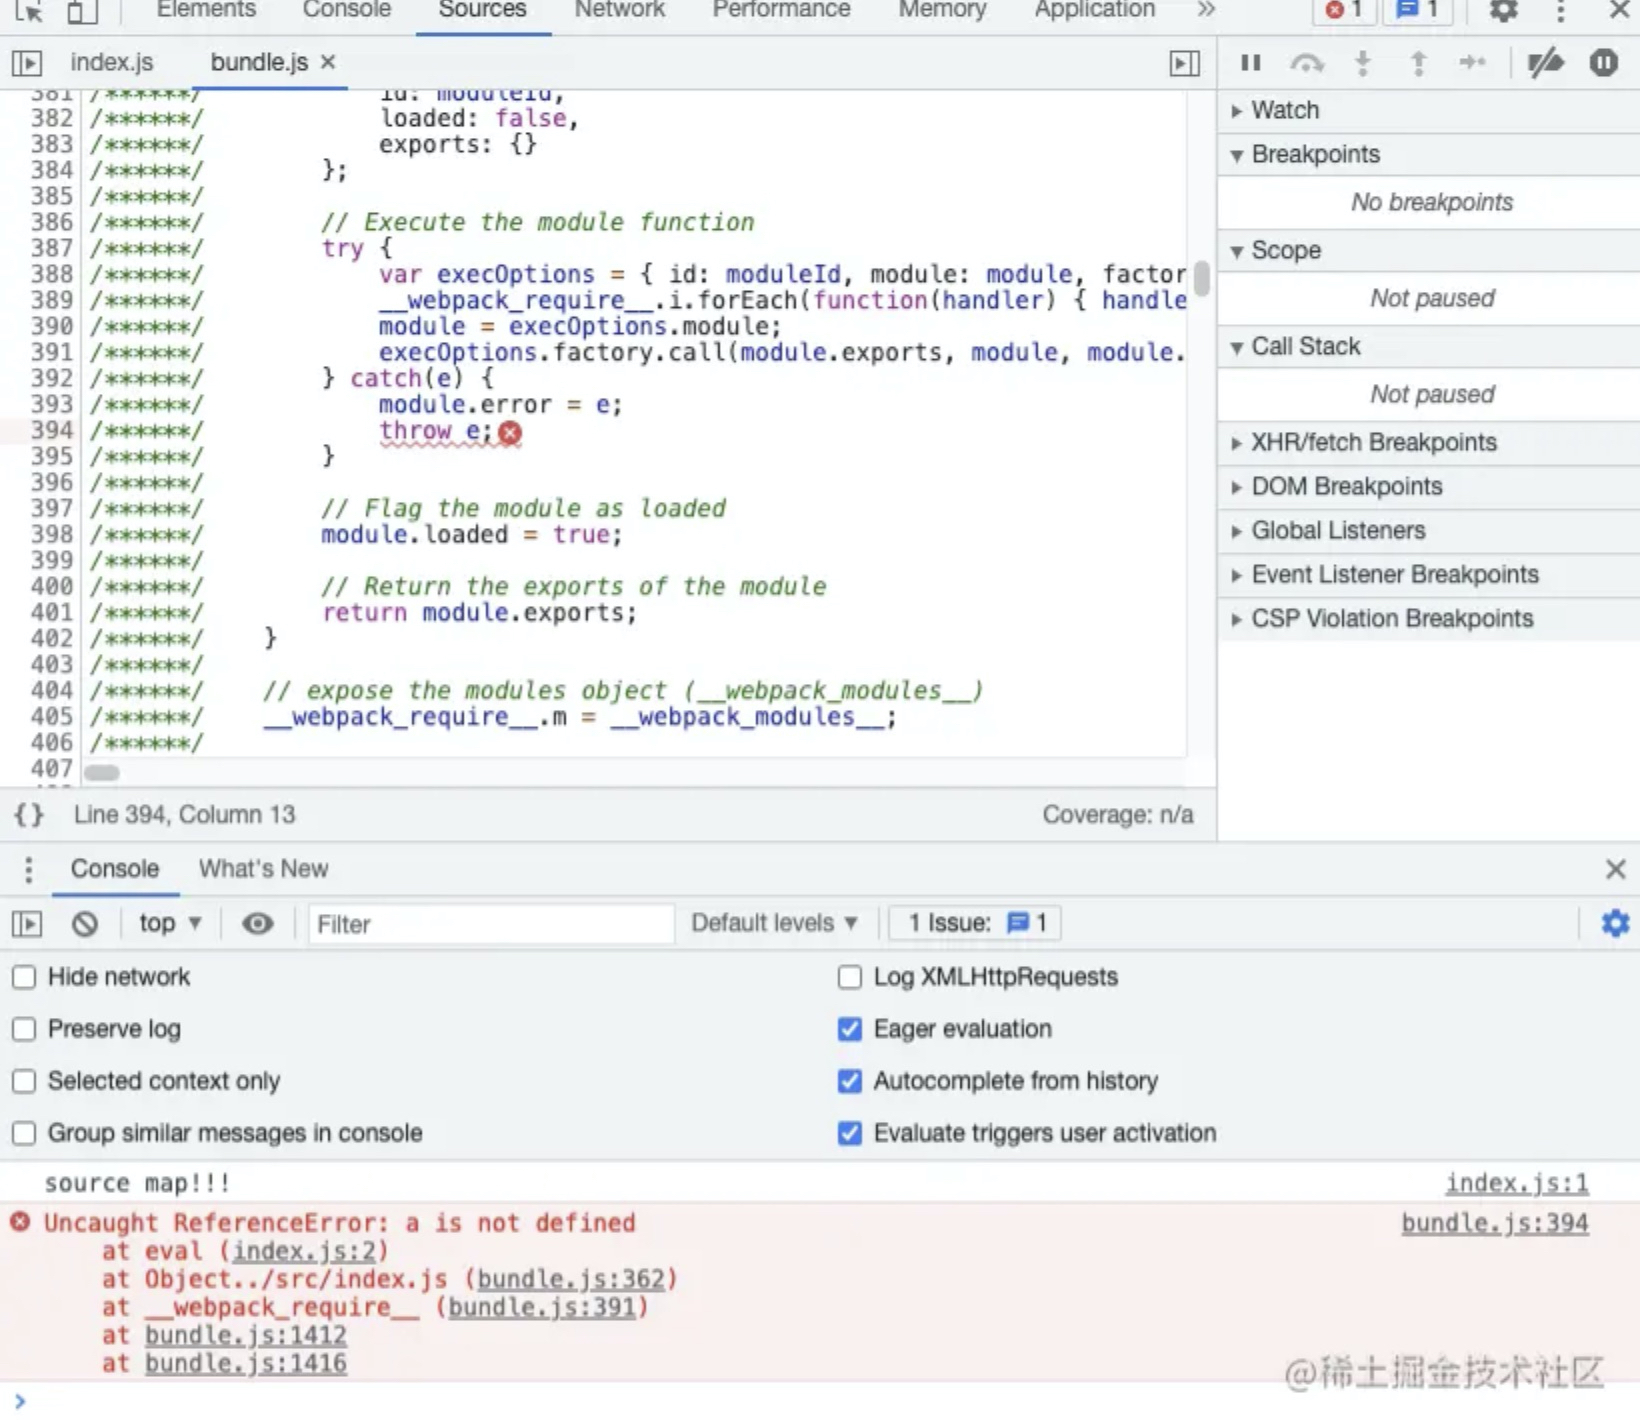 Elements Console Sources Network Performance Memory Application » 1 1
index.js bundle.js ×
381 /******/ id: moduleId,
382 /******/ loaded: false,
383 /******/ exports: {}
384 /******/ };
385 /******/
386 /******/ // Execute the module function
387 /******/ try {
388 /******/ var execOptions = { id: moduleId, module: module, factor
389 /******/ __webpack_require__.i.forEach(function(handler) { handle
390 /******/ module = execOptions.module;
391 /******/ execOptions.factory.call(module.exports, module, module.
392 /******/ } catch(e) {
393 /******/ module.error = e;
394 /******/ throw e;
395 /******/ }
396 /******/
397 /******/ // Flag the module as loaded
398 /******/ module.loaded = true;
399 /******/
400 /******/ // Return the exports of the module
401 /******/ return module.exports;
402 /******/ }
403 /******/
404 /******/ // expose the modules object (__webpack_modules__)
405 /******/ __webpack_require__.m = __webpack_modules__;
406 /******/
407
{} Line 394, Column 13 Coverage: n/a
Watch
Breakpoints
No breakpoints
Scope
Not paused
Call Stack
Not paused
XHR/fetch Breakpoints
DOM Breakpoints
Global Listeners
Event Listener Breakpoints
CSP Violation Breakpoints
Console What's New
top Filter Default levels 1 Issue: 1
Hide network Log XMLHttpRequests
Preserve log Eager evaluation
Selected context only Autocomplete from history
Group similar messages in console Evaluate triggers user activation
source map!!! index.js:1
Uncaught ReferenceError: a is not defined bundle.js:394
at eval (index.js:2)
at Object../src/index.js (bundle.js:362)
at __webpack_require__ (bundle.js:391)
at bundle.js:1412
at bundle.js:1416
@稀土掘金技术社区